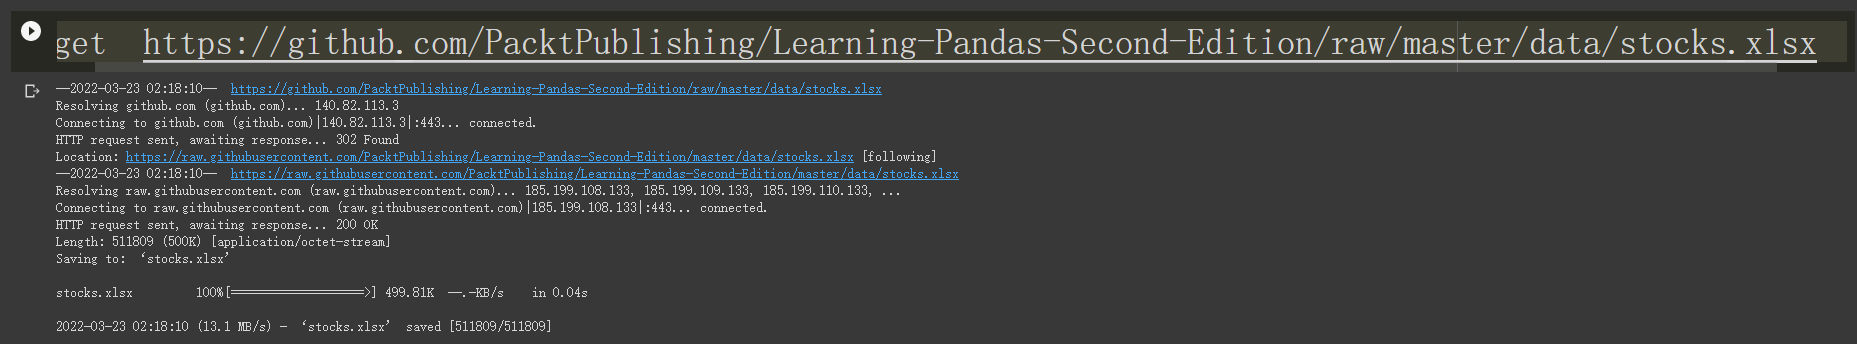 get  https://github.com/PacktPublishing/Learning-Pandas-Second-Edition/raw/master/data/stocks.xlsx
--2022-03-23 02:18:10--  https://github.com/PacktPublishing/Learning-Pandas-Second-Edition/raw/master/data/stocks.xlsx
Resolving github.com (github.com)... 140.82.113.3
Connecting to github.com (github.com)|140.82.113.3|:443... connected.
HTTP request sent, awaiting response... 302 Found
Location: https://raw.githubusercontent.com/PacktPublishing/Learning-Pandas-Second-Edition/master/data/stocks.xlsx [following]
--2022-03-23 02:18:10--  https://raw.githubusercontent.com/PacktPublishing/Learning-Pandas-Second-Edition/master/data/stocks.xlsx
Resolving raw.githubusercontent.com (raw.githubusercontent.com)... 185.199.108.133, 185.199.109.133, 185.199.110.133, ...
Connecting to raw.githubusercontent.com (raw.githubusercontent.com)|185.199.108.133|:443... connected.
HTTP request sent, awaiting response... 200 OK
Length: 511809 (500K) [application/octet-stream]
Saving to: ‘stocks.xlsx’
stocks.xlsx         100%[===================>] 499.81K  --.-KB/s    in 0.04s
2022-03-23 02:18:10 (13.1 MB/s) - ‘stocks.xlsx’ saved [511809/511809]